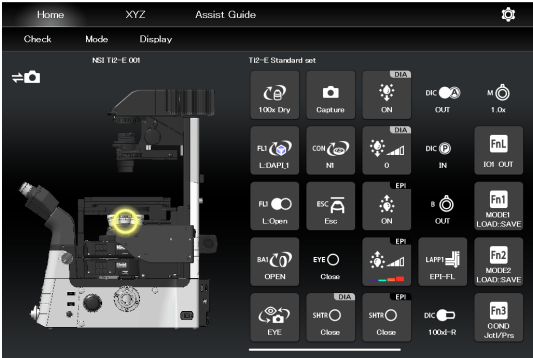 Home XYZ Assist Guide
Check Mode Display
NSI Ti2-E 001
Ti2-E Standard set
100x Dry
Capture
DIA
ON
DIC A
OUT
M
1.0x
FL1
L:DAPI_1
CON
N1
DIA
0
DIC P
IN
FnL
IO1 OUT
FL1
L:Open
ESC
Esc
EPI
ON
B
OUT
Fn1
MODE1
LOAD:SAVE
BA1
OPEN
EYE
Close
EPI
LAPP1
EPI-FL
Fn2
MODE2
LOAD:SAVE
EYE
DIA
SHTR
Close
EPI
SHTR
Close
DIC
100xI-R
Fn3
COND
Jctl/Prs